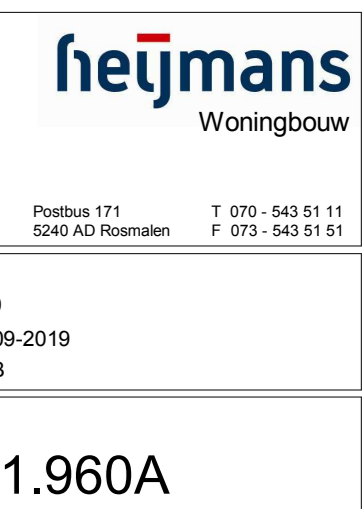 heijmans
Woningbouw
Postbus 171 T 070 - 543 51 11
5240 AD Rosmalen F 073 - 543 51 51
09-2019
1.960A